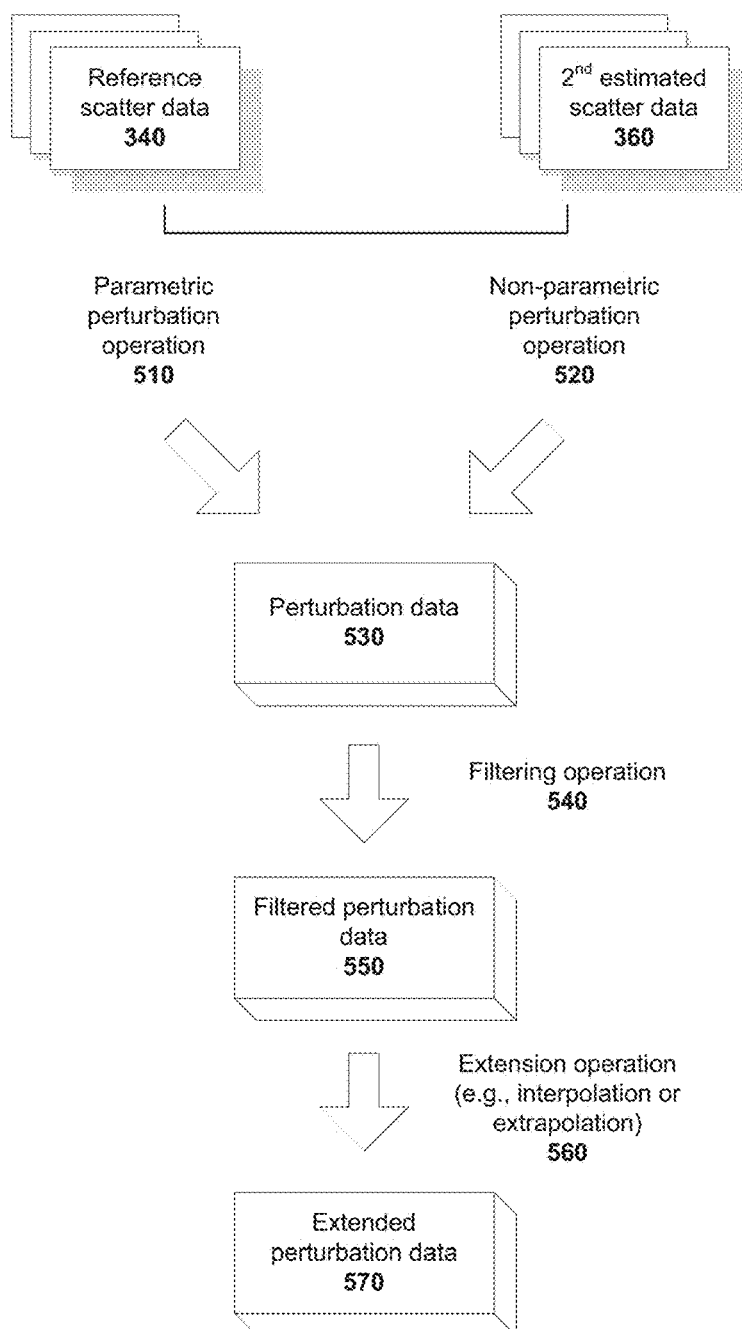 Reference
scatter data
340
2nd estimated
scatter data
360
Parametric
perturbation
operation
510
Non-parametric
perturbation
operation
520
Perturbation data
530
Filtering operation
540
Filtered perturbation
data
550
Extension operation
(e.g., interpolation or
extrapolation)
560
Extended
perturbation data
570